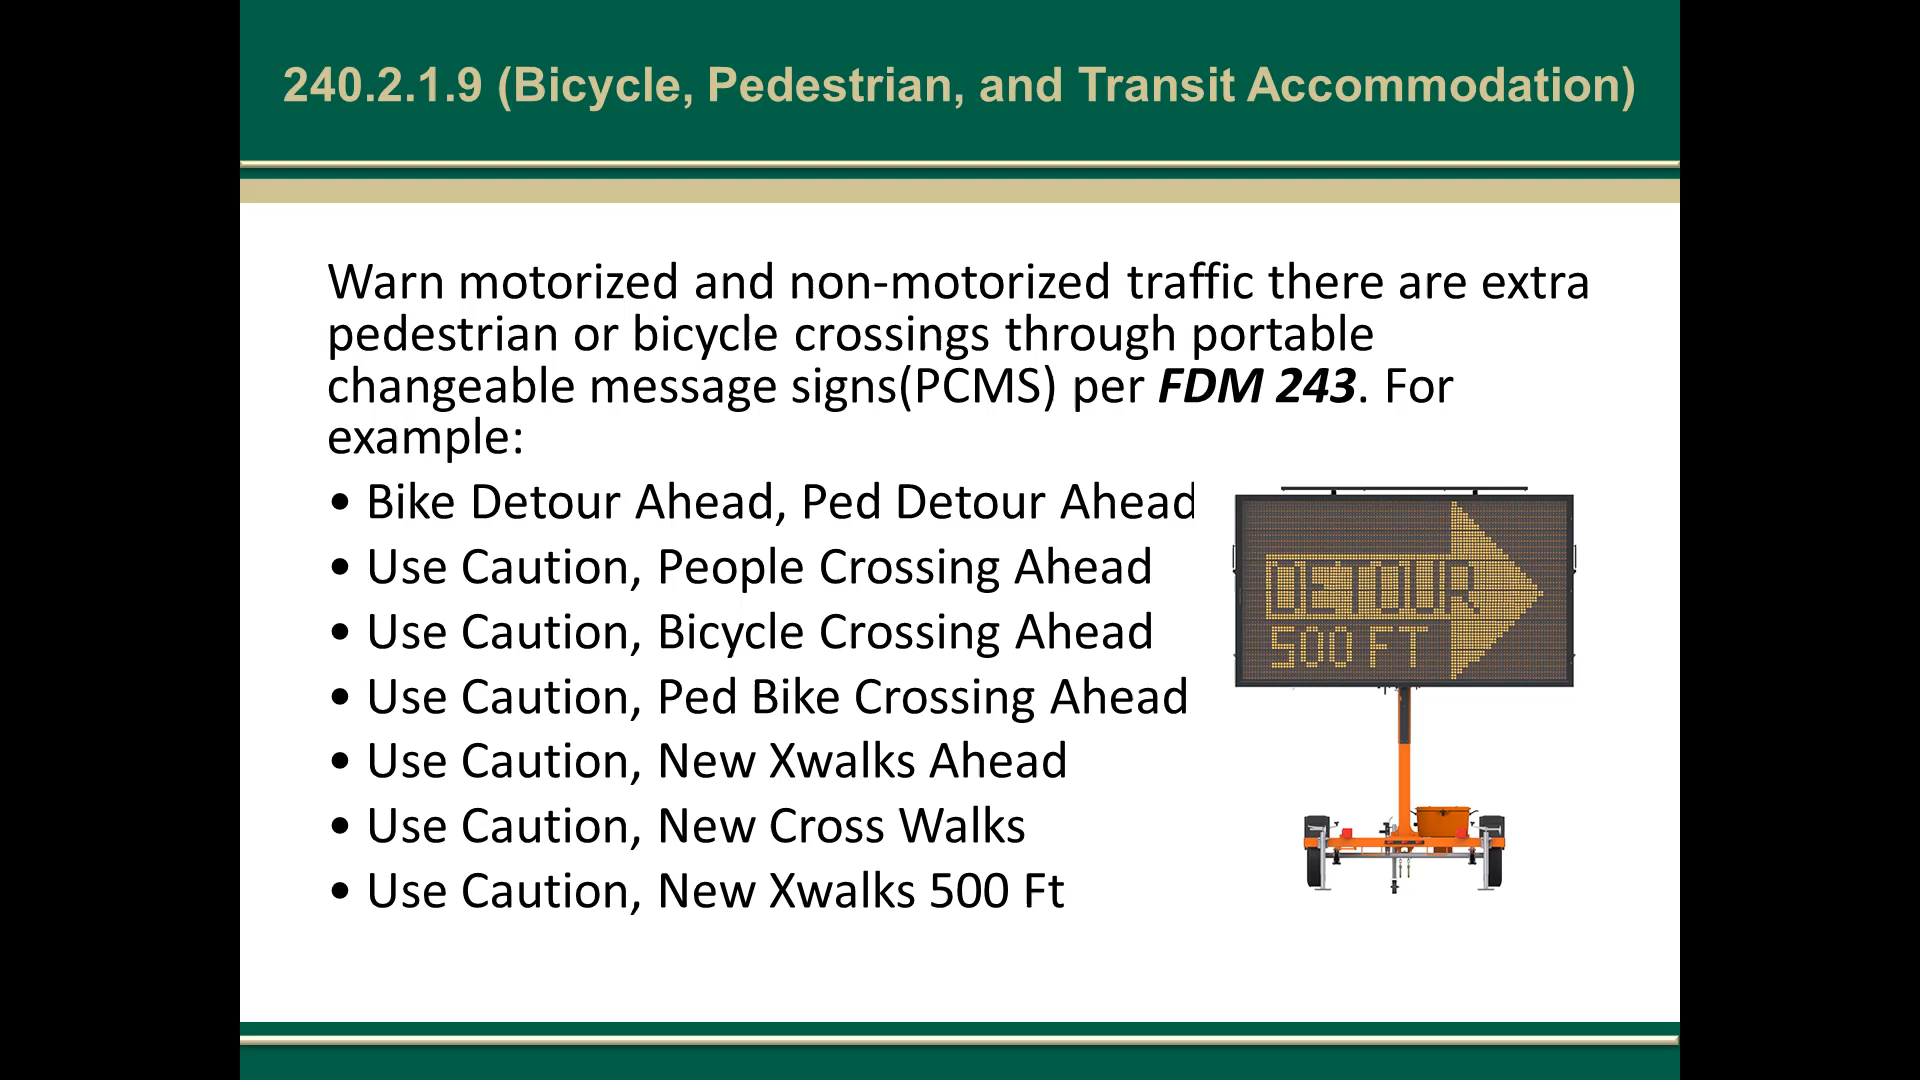 240.2.1.9 (Bicycle, Pedestrian, and Transit Accommodation)
Warn motorized and non-motorized traffic there are extra
pedestrian or bicycle crossings through portable
changeable message signs(PCMS) per FDM 243. For
example:
• Bike Detour Ahead, Ped Detour Ahead
• Use Caution, People Crossing Ahead
• Use Caution, Bicycle Crossing Ahead
• Use Caution, Ped Bike Crossing Ahead
• Use Caution, New Xwalks Ahead
• Use Caution, New Cross Walks
• Use Caution, New Xwalks 500 Ft
DETOUR
500 FT